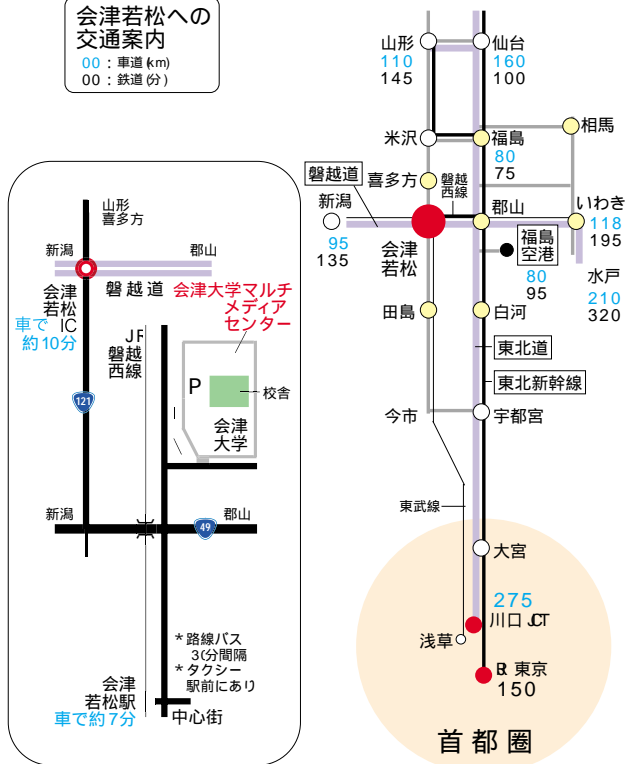 会津若松への
交通案内
00：車道(km)
00：鉄道(分)
山形
110
145
仙台
160
100
米沢
福島
80
75
相馬
磐越道
喜多方
磐越
西線
新潟
95
135
会津
若松
郡山
いわき
118
195
福島
空港
80
95
水戸
210
320
田島
白河
東北道
東北新幹線
今市
宇都宮
東武線
大宮
275
川口 JCT
浅草
JR 東京
150
首都圏
山形
喜多方
新潟
郡山
会津
若松
IC
車で
約10分
磐越道
会津大学マルチ
メディア
センター
JR
磐越
西線
P
校舎
会津
大学
121
新潟
49
郡山
*路線バス
30分間隔
*タクシー
駅前にあり
会津
若松駅
車で約7分
中心街